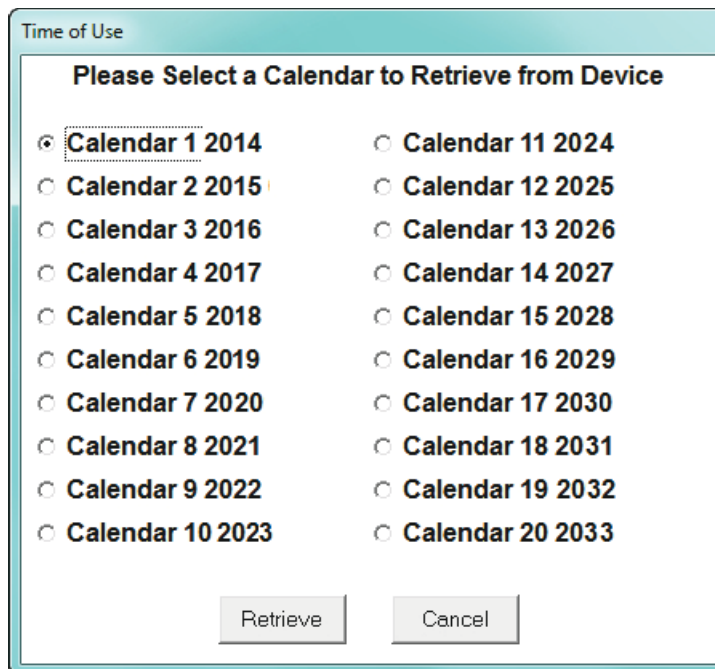 Time of Use
Please Select a Calendar to Retrieve from Device
Calendar 1 2014
Calendar 2 2015
Calendar 3 2016
Calendar 4 2017
Calendar 5 2018
Calendar 6 2019
Calendar 7 2020
Calendar 8 2021
Calendar 9 2022
Calendar 10 2023
Calendar 11 2024
Calendar 12 2025
Calendar 13 2026
Calendar 14 2027
Calendar 15 2028
Calendar 16 2029
Calendar 17 2030
Calendar 18 2031
Calendar 19 2032
Calendar 20 2033
Retrieve
Cancel